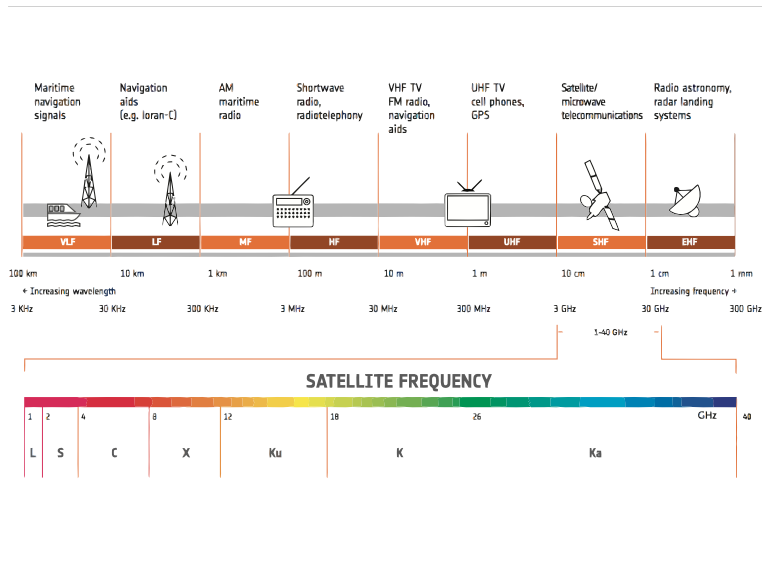 Maritime
navigation
signals
Navigation
aids
(e.g. loran-C)
AM
maritime
radio
Shortwave
radio,
radiotelephony
VHF TV
FM radio,
navigation
aids
UHF TV
cell phones,
GPS
Satellite/
microwave
telecommunications
Radio astronomy,
radar landing
systems
VLF LF MF HF VHF UHF SHF EHF
100 km 10 km 1 km 100 m 10 m 1 m 10 cm 1 cm 1 mm
← Increasing wavelength Increasing frequency →
3 KHz 30 KHz 300 KHz 3 MHz 30 MHz 300 MHz 3 GHz 30 GHz 300 GHz
1-40 GHz
SATELLITE FREQUENCY
1 2 4 8 12 18 26 GHz 40
L S C X Ku K Ka